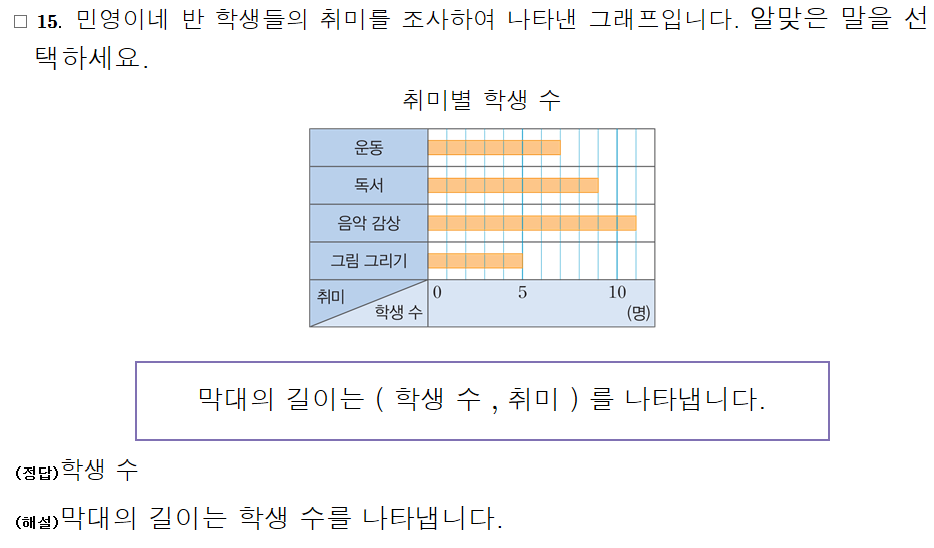 □ 15. 민영이네 반 학생들의 취미를 조사하여 나타낸 그래프입니다. 알맞은 말을 선
택하세요.
취미별 학생 수
운동
독서
음악 감상
그림 그리기
취미
학생 수
0 5 10
(명)
막대의 길이는 ( 학생 수 , 취미 ) 를 나타냅니다.
(정답)학생 수
(해설)막대의 길이는 학생 수를 나타냅니다.